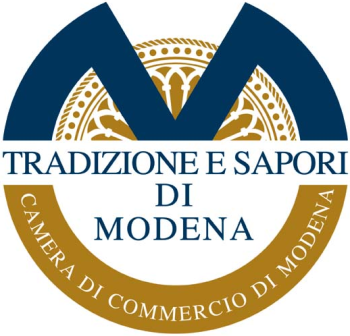 TRADIZIONE E SAPORI
DI
MODENA
CAMERA DI COMMERCIO DI MODENA